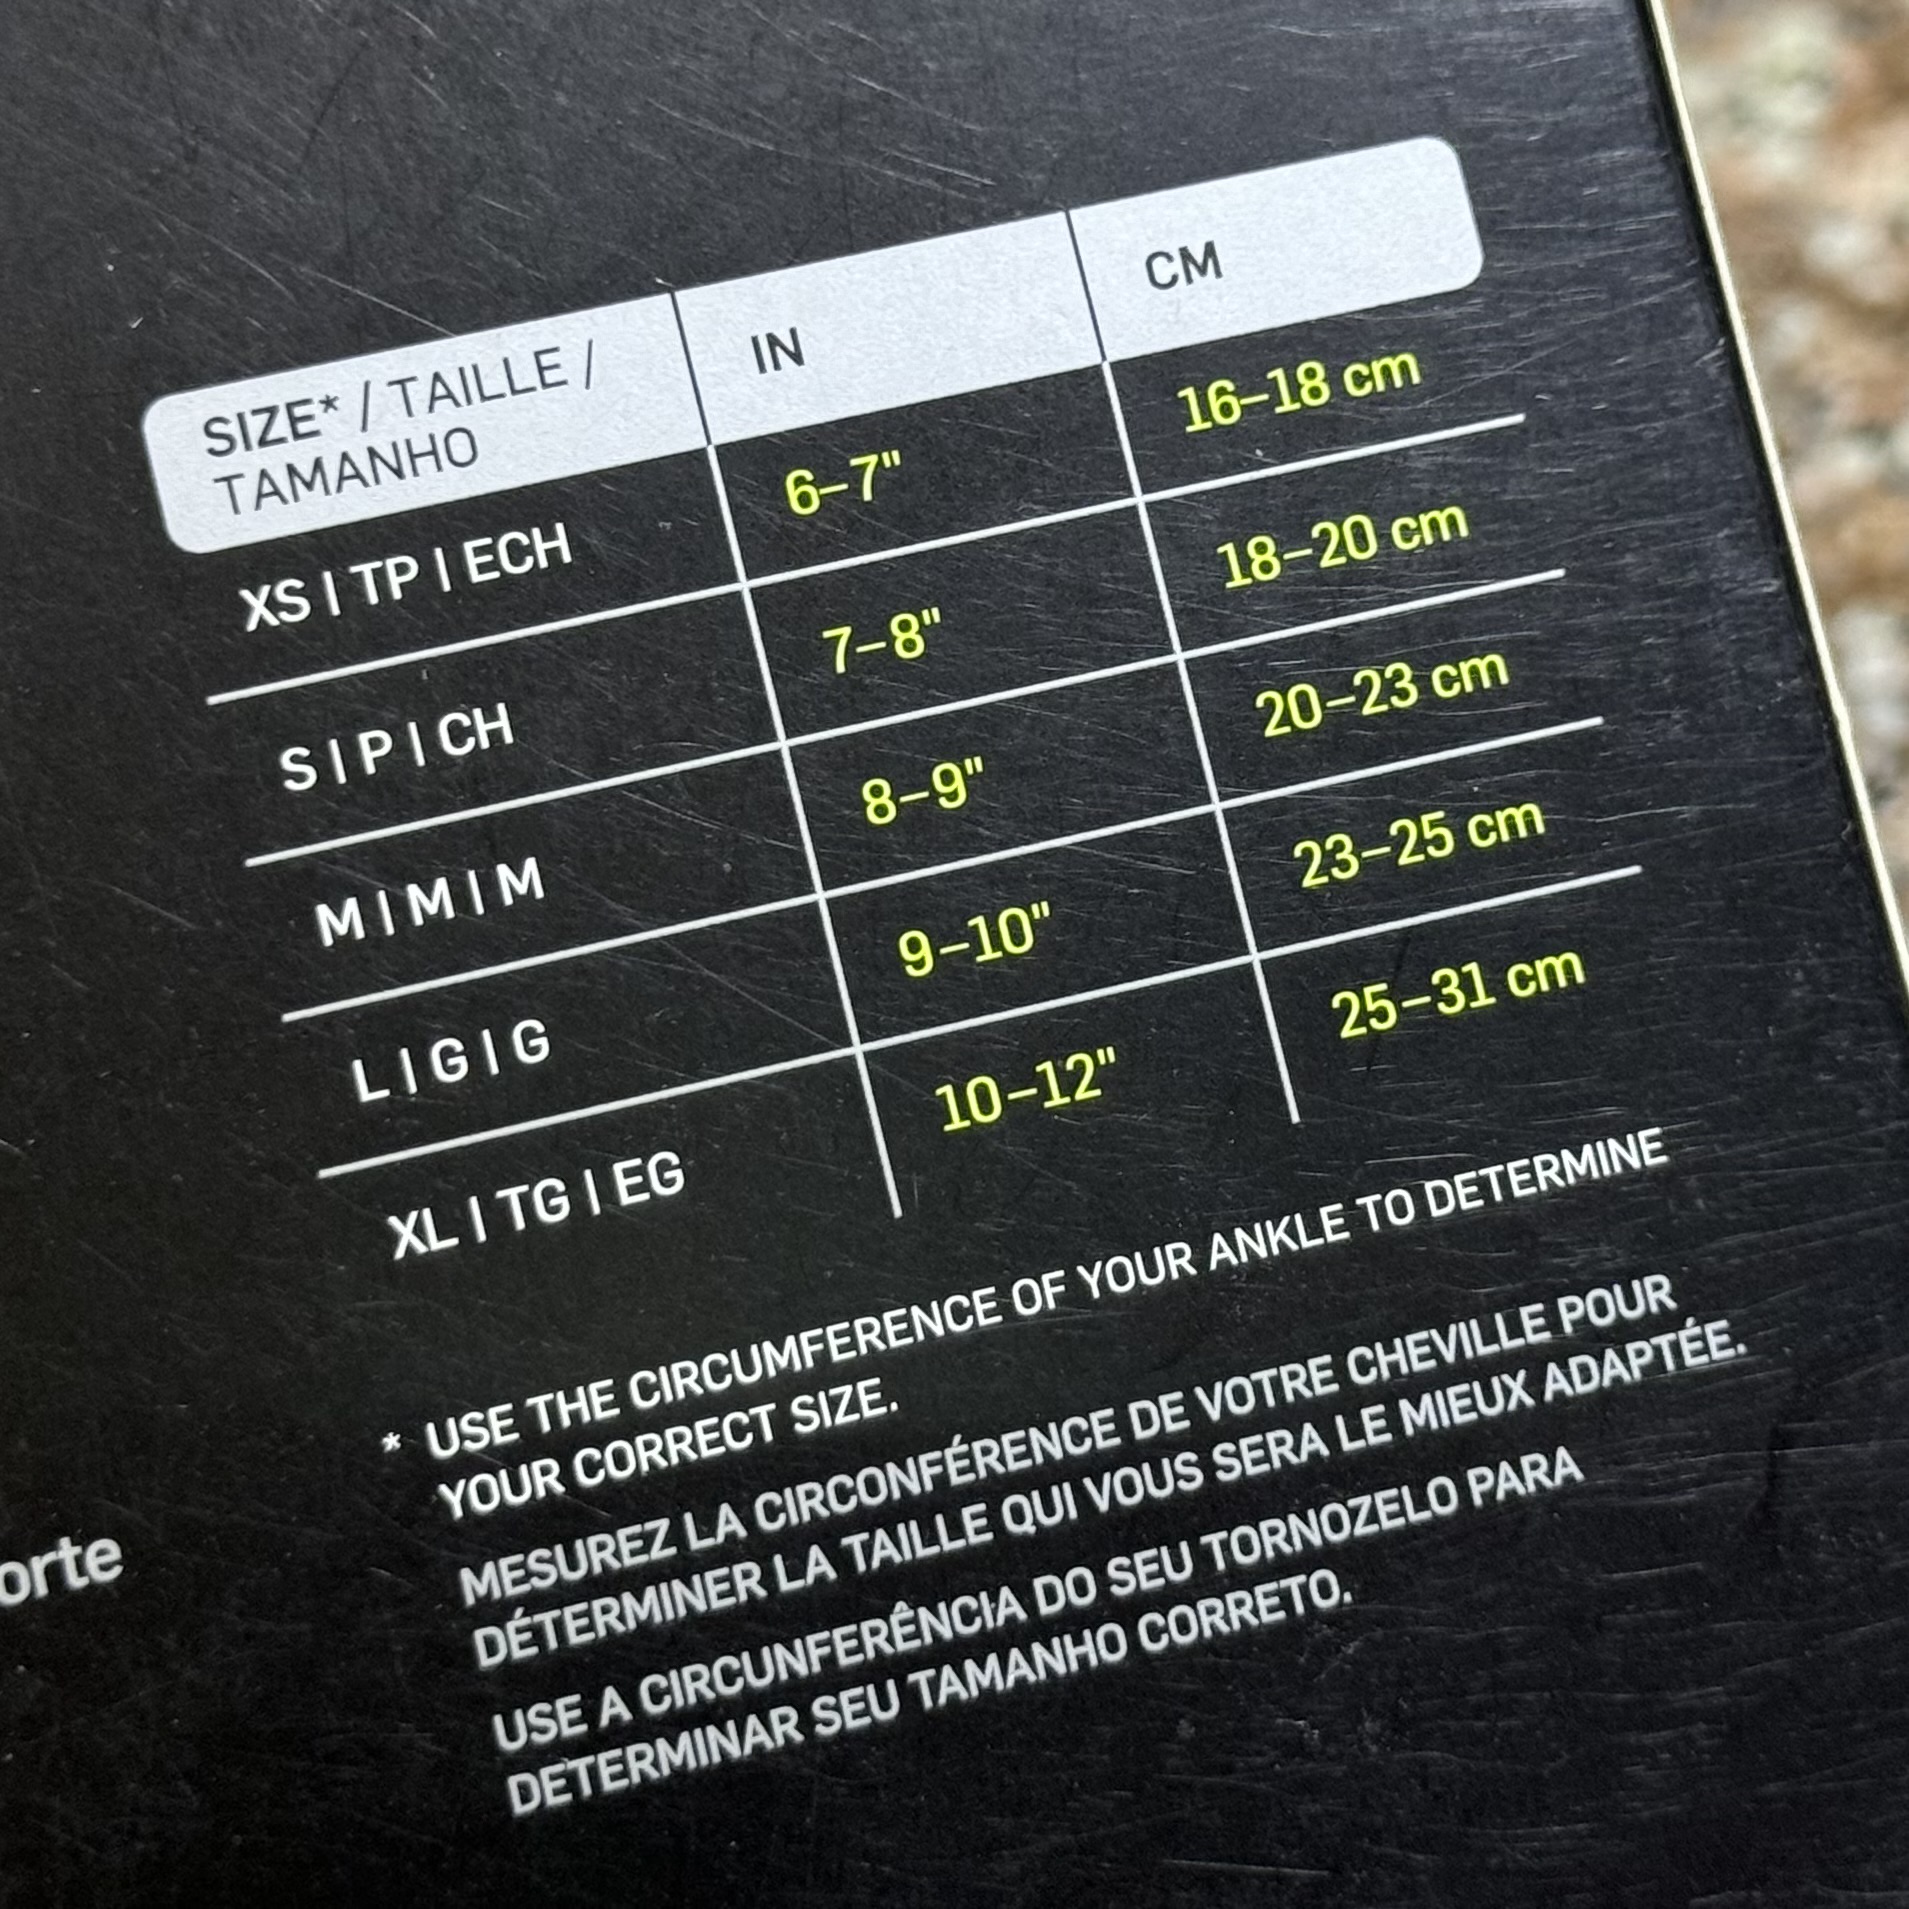 SIZE* / TAILLE /
TAMANHO
IN
CM
XS | TP | ECH
6–7"
16–18 cm
S | P | CH
7–8"
18–20 cm
M | M | M
8–9"
20–23 cm
L | G | G
9–10"
23–25 cm
XL | TG | EG
10–12"
25–31 cm
* USE THE CIRCUMFERENCE OF YOUR ANKLE TO DETERMINE
YOUR CORRECT SIZE.
MESUREZ LA CIRCONFÉRENCE DE VOTRE CHEVILLE POUR
DÉTERMINER LA TAILLE QUI VOUS SERA LE MIEUX ADAPTÉE.
USE A CIRCUNFERÊNCIA DO SEU TORNOZELO PARA
DETERMINAR SEU TAMANHO CORRETO.
orte